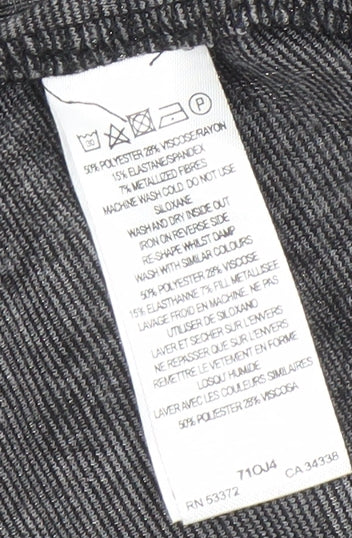 30 P
50% POLYESTER 28% VISCOSE/RAYON
15% ELASTANE/SPANDEX
7% METALLIZED FIBRES
MACHINE WASH COLD DO NOT USE
SILOXANE
WASH AND DRY INSIDE OUT
IRON ON REVERSE SIDE
RE-SHAPE WHILST DAMP
WASH WITH SIMILAR COLOURS
50% POLYESTER 28% VISCOSE
15% ELASTHANNE 7% FILL METALLISEE
LAVAGE FROID EN MACHINE, NE PAS
UTILISER DE SILOXANO
LAVER ET SECHER SUR L'ENVERS
NE REPASSER QUE SUR L'ENVERS
REMETTRE LE VETEMENT EN FORME
LOSQU HUMIDE
LAVER AVEC LES COULEURS SIMILAIRES
50% POLYESTER 28% VISCOSA
71OJ4
RN 53372 CA 34338